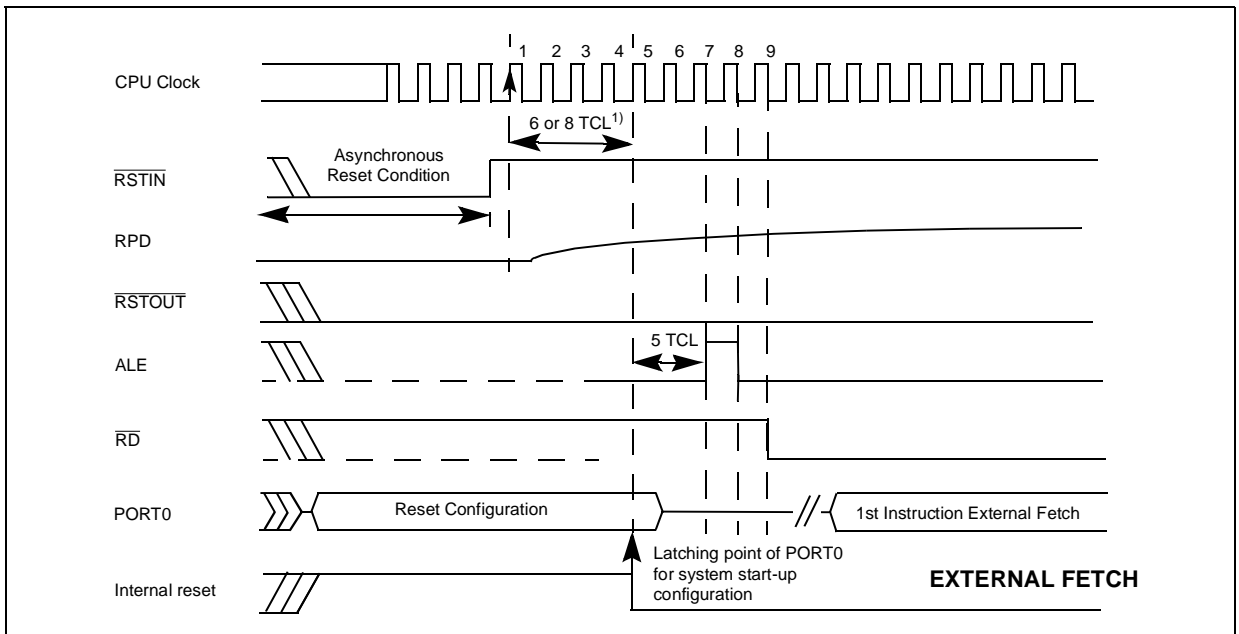 1 2 3 4 5 6 7 8 9
CPU Clock
6 or 8 TCL1)
Asynchronous
Reset Condition
RSTIN
RPD
RSTOUT
5 TCL
ALE
RD
PORT0
Reset Configuration
1st Instruction External Fetch
Latching point of PORT0
for system start-up
configuration
EXTERNAL FETCH
Internal reset